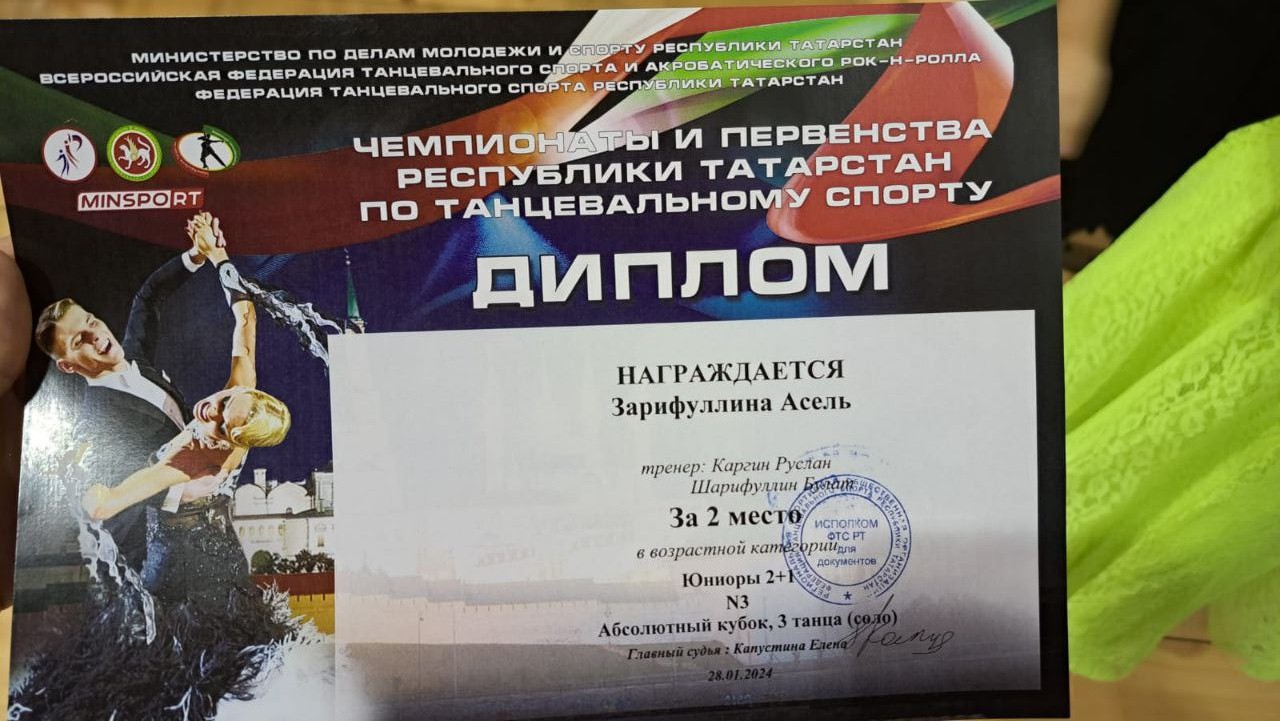 МИНИСТЕРСТВО ПО ДЕЛАМ МОЛОДЕЖИ И СПОРТУ РЕСПУБЛИКИ ТАТАРСТАН
ВСЕРОССИЙСКАЯ ФЕДЕРАЦИЯ ТАНЦЕВАЛЬНОГО СПОРТА И АКРОБАТИЧЕСКОГО РОК-Н-РОЛЛА
ФЕДЕРАЦИЯ ТАНЦЕВАЛЬНОГО СПОРТА РЕСПУБЛИКИ ТАТАРСТАН
MINSPORT
ЧЕМПИОНАТЫ И ПЕРВЕНСТВА
РЕСПУБЛИКИ ТАТАРСТАН
ПО ТАНЦЕВАЛЬНОМУ СПОРТУ
ДИПЛОМ
НАГРАЖДАЕТСЯ
Зарифуллина Асель
тренер: Каргин Руслан
Шарифуллин Булат
За 2 место
в возрастной категории
Юниоры 2+1
N3
Абсолютный кубок, 3 танца (соло)
Главный судья : Капустина Елена
28.01.2024
ИСПОЛКОМ
ФТС РТ
для
документов